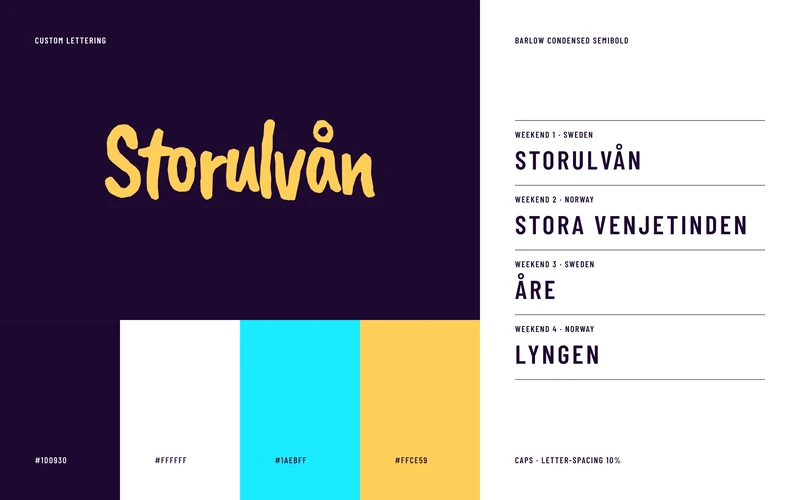 CUSTOM LETTERING
Storulvån
#1D0930
#FFFFFF
#1AEBFF
#FFCE59
BARLOW CONDENSED SEMIBOLD
WEEKEND 1 · SWEDEN
STORULVÅN
WEEKEND 2 · NORWAY
STORA VENJETINDEN
WEEKEND 3 · SWEDEN
ÅRE
WEEKEND 4 · NORWAY
LYNGEN
CAPS · LETTER-SPACING 10%